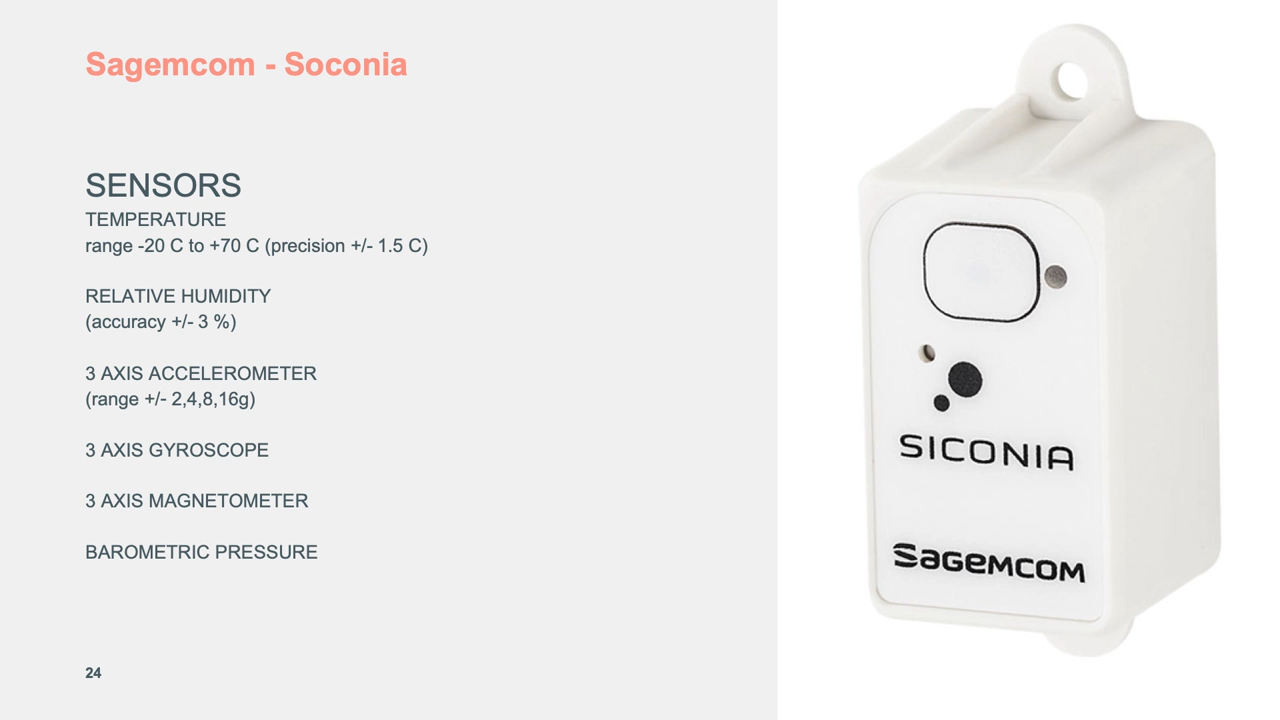 Sagemcom - Soconia
SENSORS
TEMPERATURE
range -20 C to +70 C (precision +/- 1.5 C)
RELATIVE HUMIDITY
(accuracy +/- 3 %)
3 AXIS ACCELEROMETER
(range +/- 2,4,8,16g)
3 AXIS GYROSCOPE
3 AXIS MAGNETOMETER
BAROMETRIC PRESSURE
24
SICONIA
SAGEMCOM